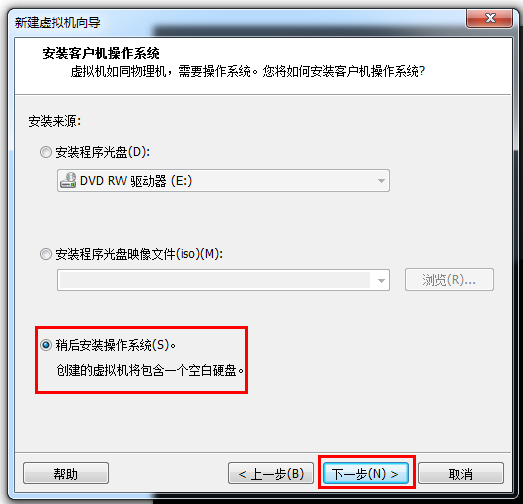 新建虚拟机向导
安装客户机操作系统
虚拟机如同物理机，需要操作系统。您将如何安装客户机操作系统?
安装来源:
安装程序光盘(D):
DVD RW 驱动器 (E:)
安装程序光盘映像文件(iso)(M):
浏览(R)...
稍后安装操作系统(S)。
创建的虚拟机将包含一个空白硬盘。
帮助
< 上一步(B)
下一步(N) >
取消